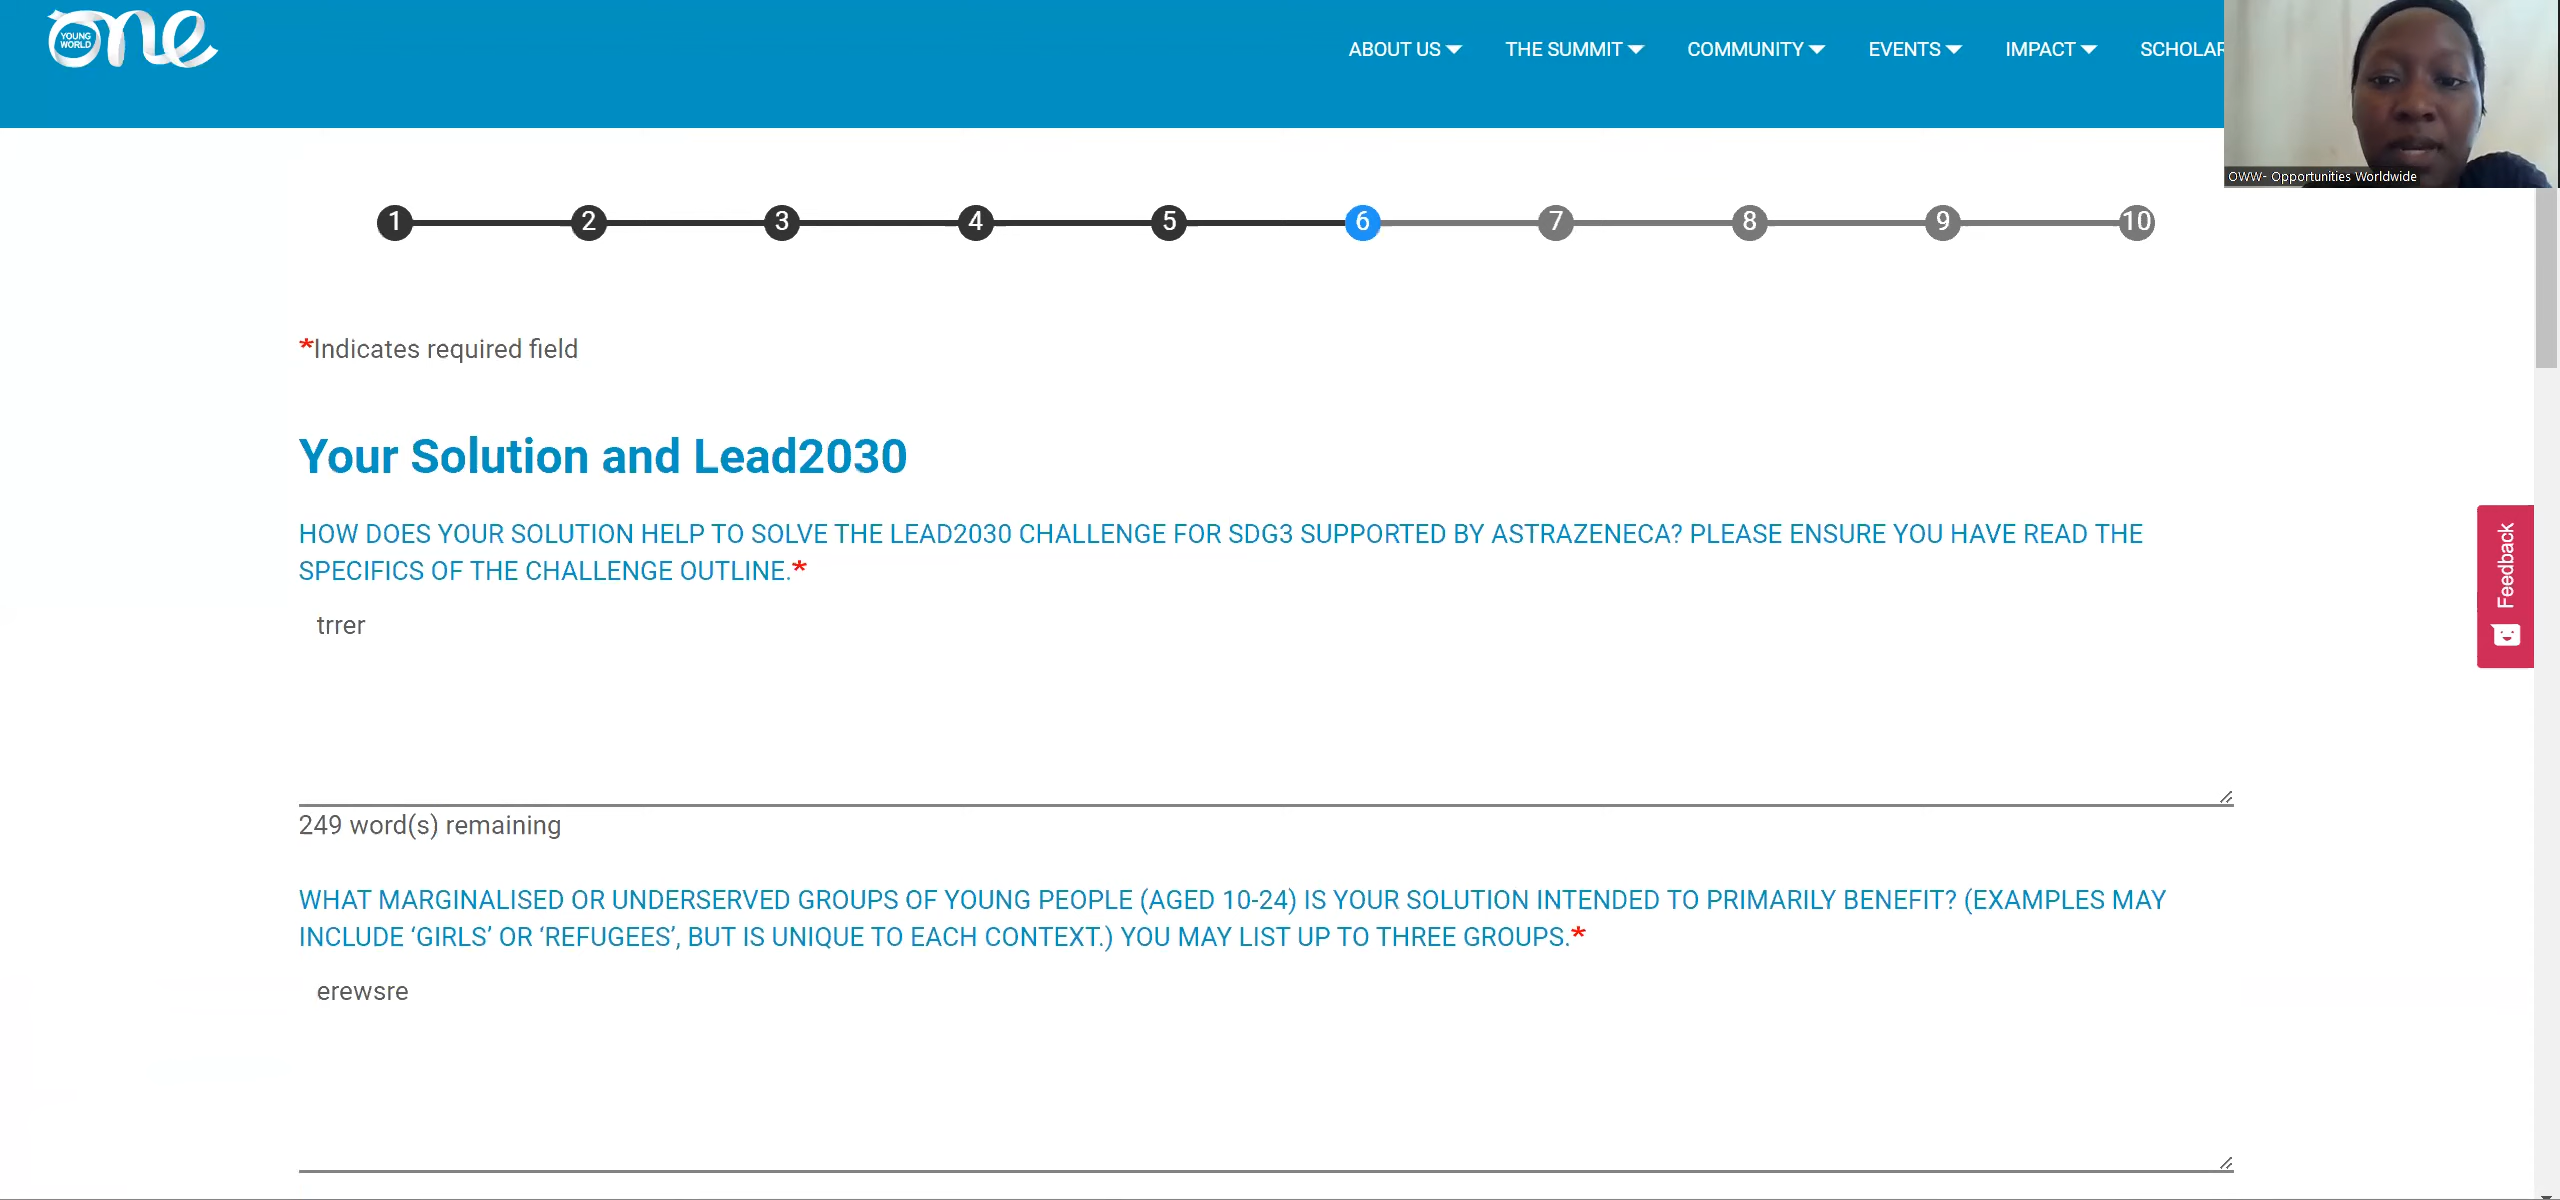 YOUNG
WORLD
one
ABOUT US
THE SUMMIT
COMMUNITY
EVENTS
IMPACT
SCHOLAR
OWW- Opportunities Worldwide
1 2 3 4 5 6 7 8 9 10
*Indicates required field
Your Solution and Lead2030
HOW DOES YOUR SOLUTION HELP TO SOLVE THE LEAD2030 CHALLENGE FOR SDG3 SUPPORTED BY ASTRAZENECA? PLEASE ENSURE YOU HAVE READ THE
SPECIFICS OF THE CHALLENGE OUTLINE.*
trrer
249 word(s) remaining
Feedback
WHAT MARGINALISED OR UNDERSERVED GROUPS OF YOUNG PEOPLE (AGED 10-24) IS YOUR SOLUTION INTENDED TO PRIMARILY BENEFIT? (EXAMPLES MAY
INCLUDE ‘GIRLS’ OR ‘REFUGEES’, BUT IS UNIQUE TO EACH CONTEXT.) YOU MAY LIST UP TO THREE GROUPS.*
erewsre